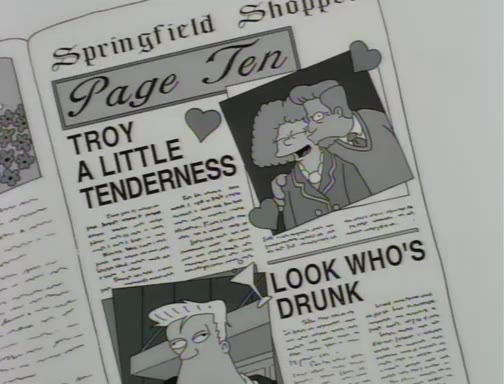 Springfield Shopper
Page Ten
TROY
A LITTLE
TENDERNESS
LOOK WHO'S
DRUNK